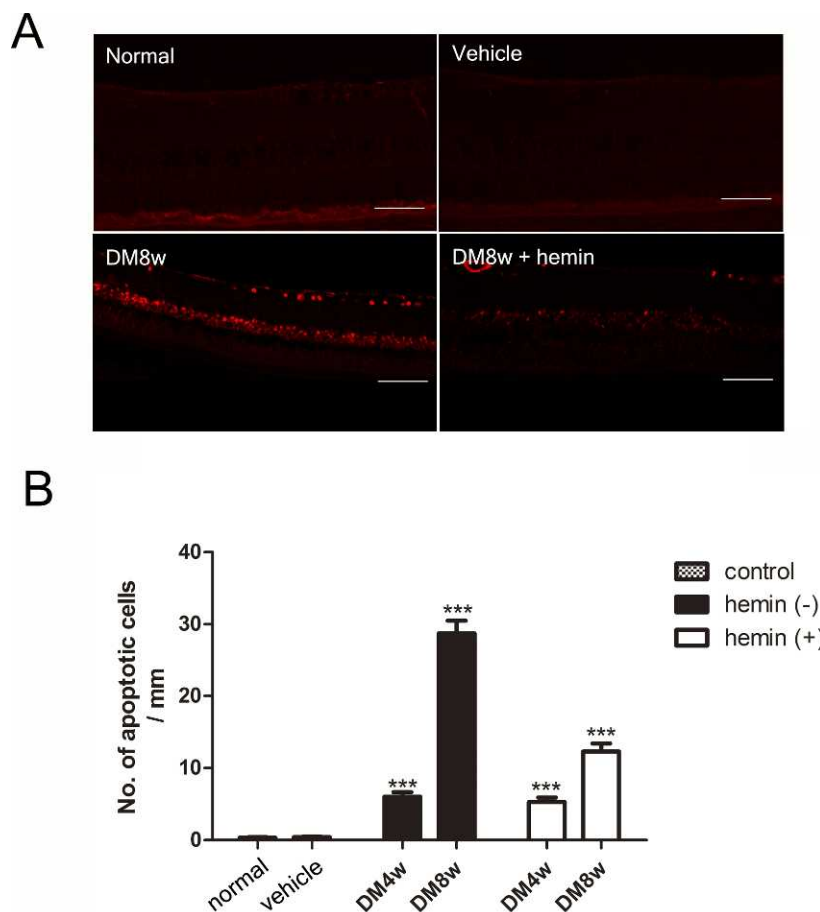 A
Normal
Vehicle
DM8w
DM8w + hemin
B
No. of apoptotic cells
/ mm
40
30
20
10
0
***
***
***
***
normal
vehicle
DM4w
DM8w
DM4w
DM8w
control
hemin (-)
hemin (+)